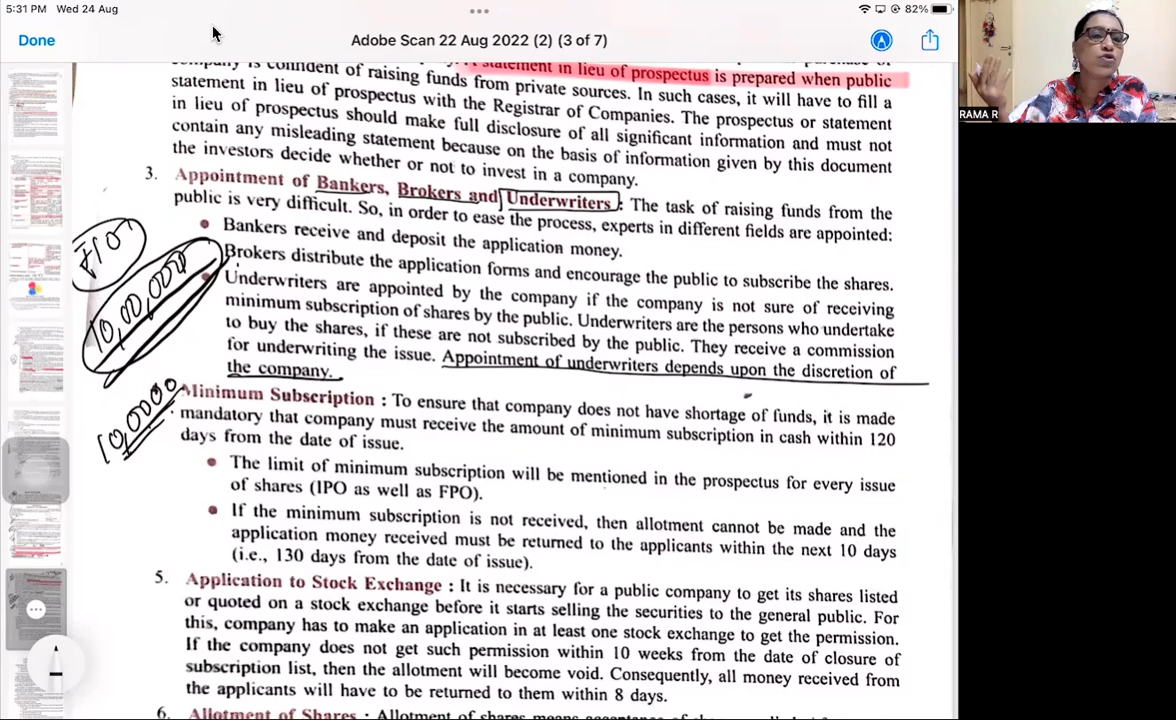 5:31 PM Wed 24 Aug
82%
Done
Adobe Scan 22 Aug 2022 (2) (3 of 7)
statement in lieu of prospectus is prepared when public
company is confident of raising funds from private sources. In such cases, it will have to fill a
statement in lieu of prospectus with the Registrar of Companies. The prospectus or statement
in lieu of prospectus should make full disclosure of all significant information and must not
contain any misleading statement because on the basis of information given by this document
the investors decide whether or not to invest in a company.
3. Appointment of Bankers, Brokers and Underwriters : The task of raising funds from the
public is very difficult. So, in order to ease the process, experts in different fields are appointed:
• Bankers receive and deposit the application money.
Brokers distribute the application forms and encourage the public to subscribe the shares.
• Underwriters are appointed by the company if the company is not sure of receiving
minimum subscription of shares by the public. Underwriters are the persons who undertake
to buy the shares, if these are not subscribed by the public. They receive a commission
for underwriting the issue. Appointment of underwriters depends upon the discretion of
the company.
10,00,000
10,0000
Minimum Subscription : To ensure that company does not have shortage of funds, it is made
mandatory that company must receive the amount of minimum subscription in cash within 120
days from the date of issue.
• The limit of minimum subscription will be mentioned in the prospectus for every issue
of shares (IPO as well as FPO).
• If the minimum subscription is not received, then allotment cannot be made and the
application money received must be returned to the applicants within the next 10 days
(i.e., 130 days from the date of issue).
5. Application to Stock Exchange : It is necessary for a public company to get its shares listed
or quoted on a stock exchange before it starts selling the securities to the general public. For
this, company has to make an application in at least one stock exchange to get the permission.
If the company does not get such permission within 10 weeks from the date of closure of
subscription list, then the allotment will become void. Consequently, all money received from
the applicants will have to be returned to them within 8 days.
6. Allotment of Shares : Allotment of shares means
RAMA R